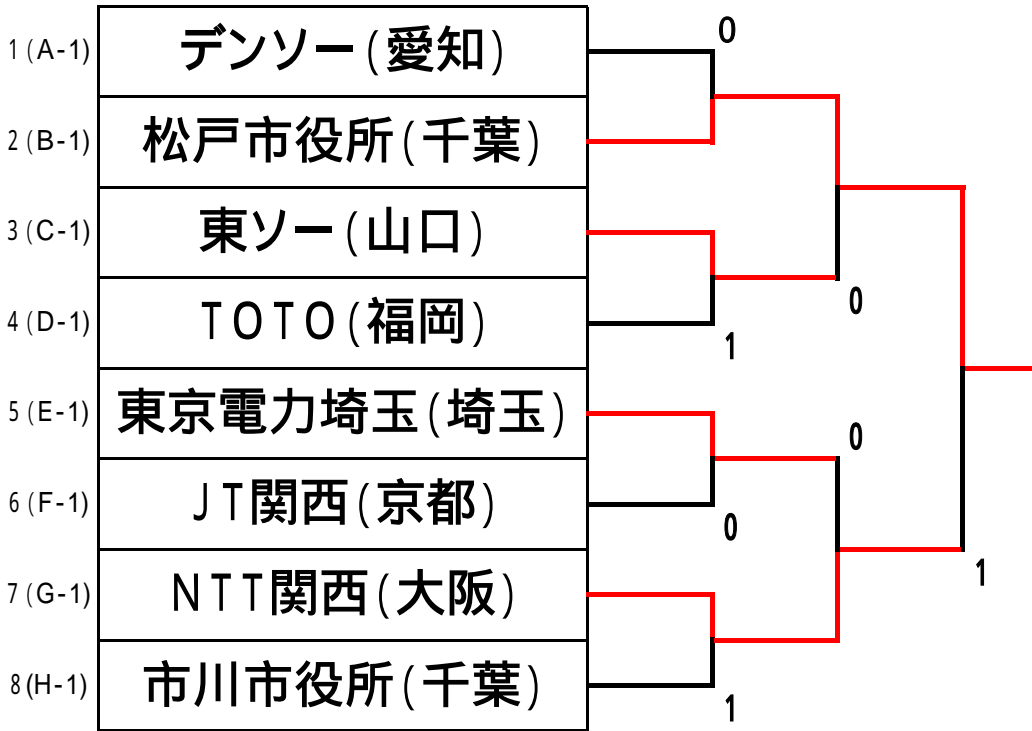 1(A-1) デンソー(愛知)
2(B-1) 松戸市役所(千葉)
3(C-1) 東ソー(山口)
4(D-1) TOTO(福岡)
5(E-1) 東京電力埼玉(埼玉)
6(F-1) JT関西(京都)
7(G-1) NTT関西(大阪)
8(H-1) 市川市役所(千葉)
0
1
0
1
0
0
1